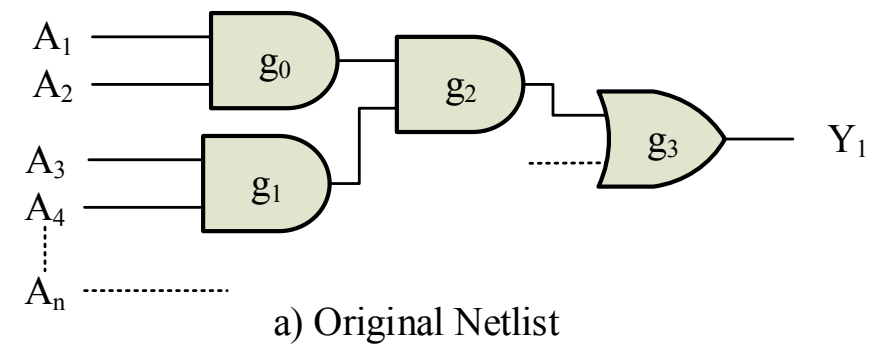 A₁
g₀
A₂
g₂
A₃
g₃
Y₁
g₁
A₄
Aₙ
a) Original Netlist